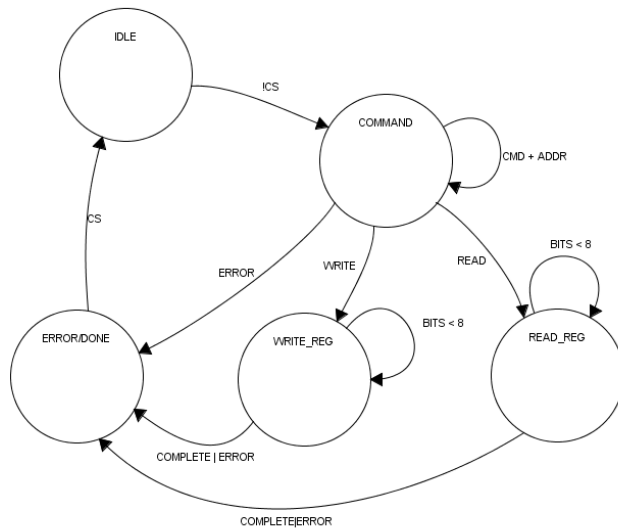 IDLE
!CS
COMMAND
CMD + ADDR
CS
ERROR
WRITE
READ
BITS < 8
ERROR/DONE
WRITE_REG
BITS < 8
READ_REG
COMPLETE | ERROR
COMPLETE|ERROR